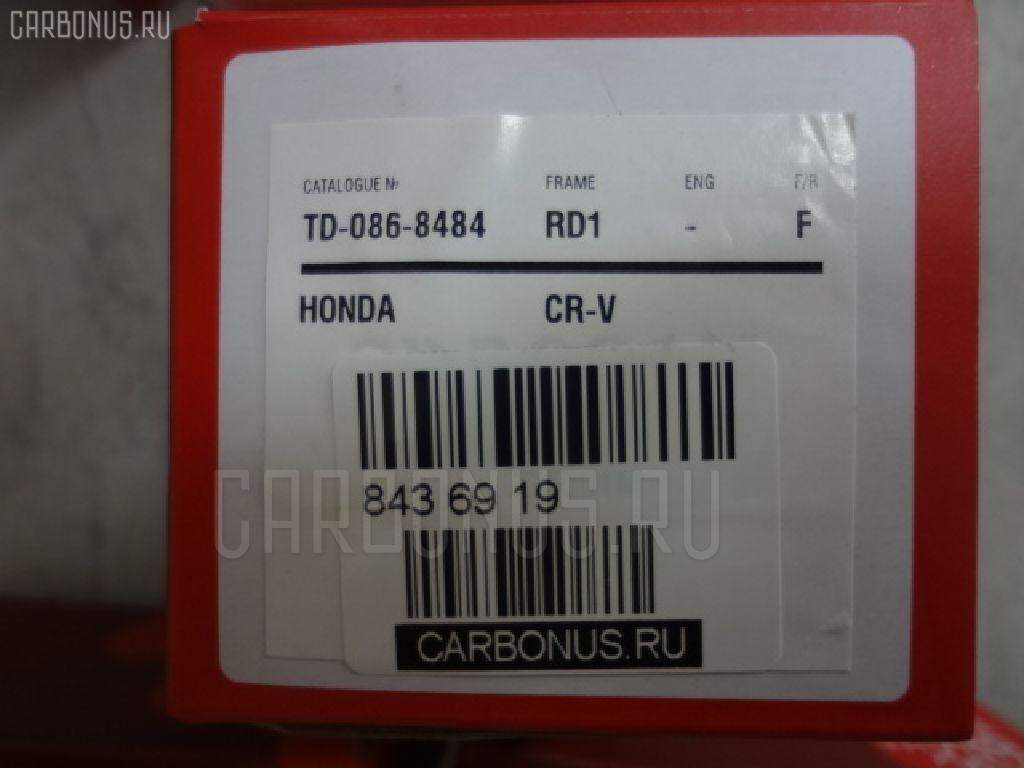 CARBONUS.RU
CATALOGUE № FRAME ENG F/R
TD-086-8484 RD1 - F
HONDA CR-V
843 69 19
CARBONUS.RU
CARBONUS.RU